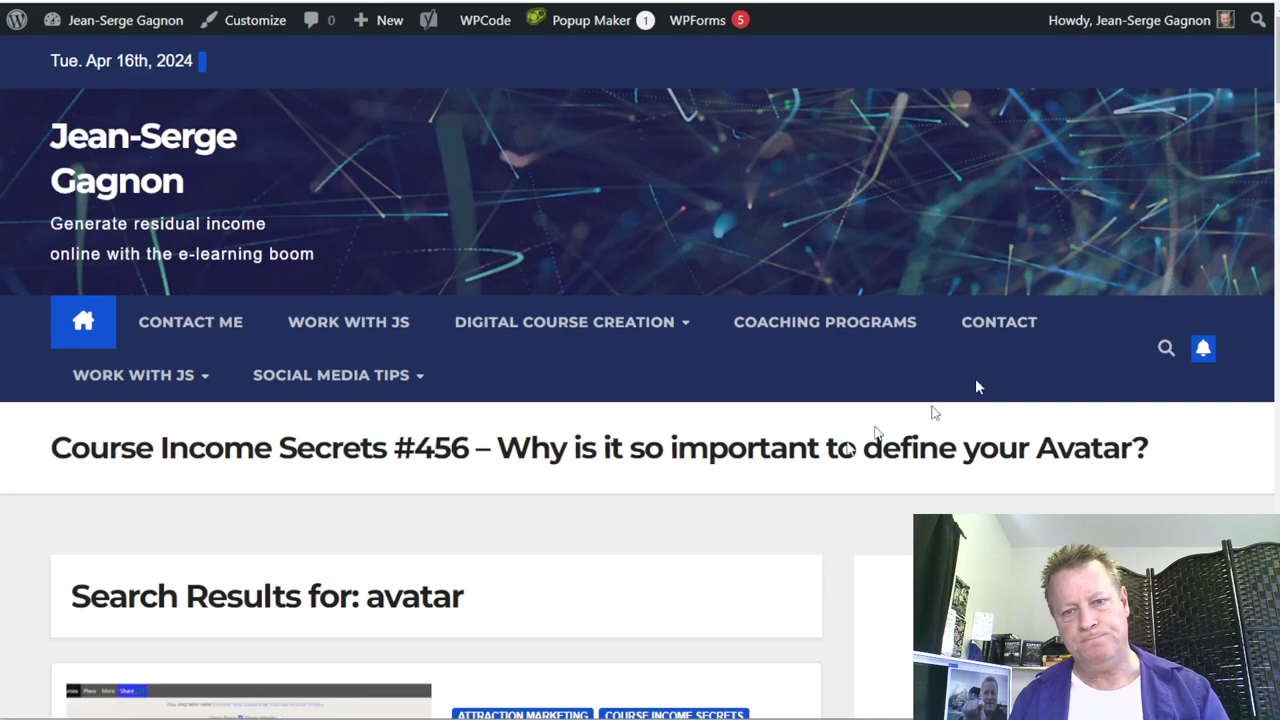 Jean-Serge Gagnon Customize 0 New WPCode Popup Maker 1 WPForms 5 Howdy, Jean-Serge Gagnon
Tue. Apr 16th, 2024
Jean-Serge
Gagnon
Generate residual income
online with the e-learning boom
CONTACT ME WORK WITH JS DIGITAL COURSE CREATION COACHING PROGRAMS CONTACT
WORK WITH JS SOCIAL MEDIA TIPS
Course Income Secrets #456 – Why is it so important to define your Avatar?
Search Results for: avatar
Plans More Share
ATTRACTION MARKETING COURSE INCOME SECRETS